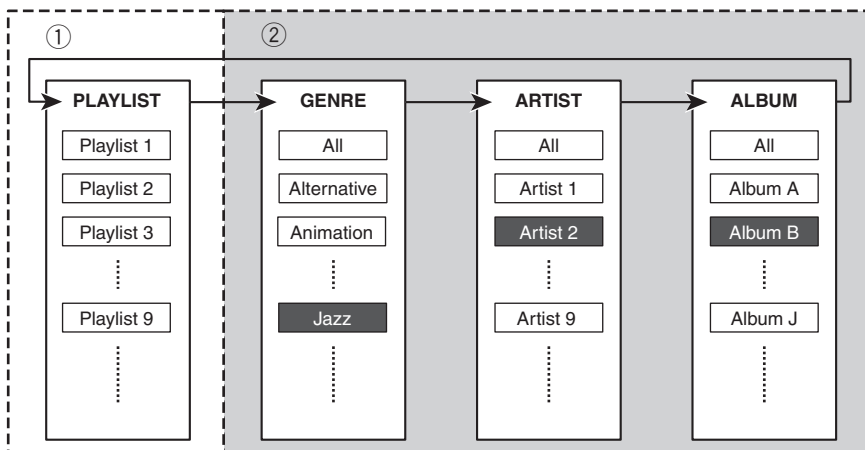 ①
②
PLAYLIST
Playlist 1
Playlist 2
Playlist 3
Playlist 9
GENRE
All
Alternative
Animation
Jazz
ARTIST
All
Artist 1
Artist 2
Artist 9
ALBUM
All
Album A
Album B
Album J